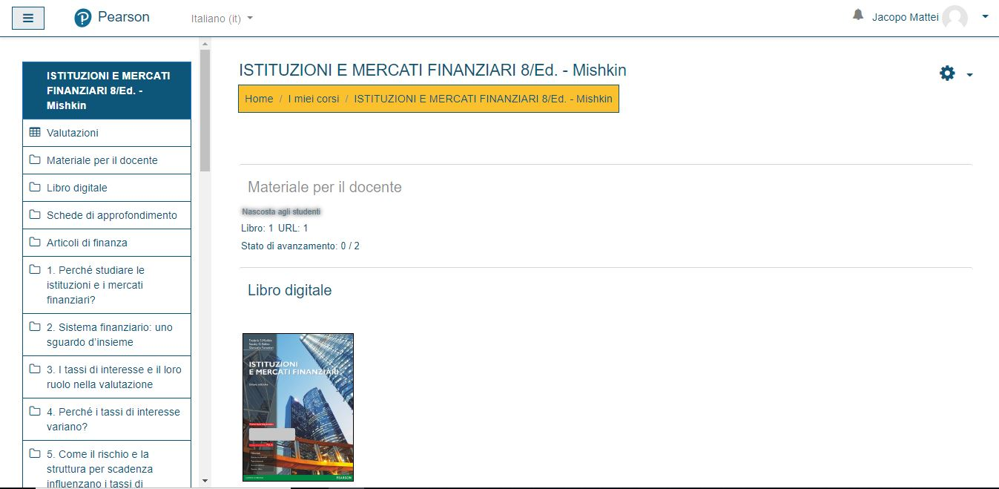 Pearson
Italiano (it)
Jacopo Mattei
ISTITUZIONI E MERCATI
FINANZIARI 8/Ed. -
Mishkin
Valutazioni
Materiale per il docente
Libro digitale
Schede di approfondimento
Articoli di finanza
1. Perché studiare le
istituzioni e i mercati
finanziari?
2. Sistema finanziario: uno
sguardo d’insieme
3. I tassi di interesse e il loro
ruolo nella valutazione
4. Perché i tassi di interesse
variano?
5. Come il rischio e la
struttura per scadenza
influenzano i tassi di
ISTITUZIONI E MERCATI FINANZIARI 8/Ed. - Mishkin
Home / I miei corsi / ISTITUZIONI E MERCATI FINANZIARI 8/Ed. - Mishkin
Materiale per il docente
Nascosta agli studenti
Libro: 1 URL: 1
Stato di avanzamento: 0 / 2
Libro digitale
ISTITUZIONI
E MERCATI FINANZIARI
PEARSON